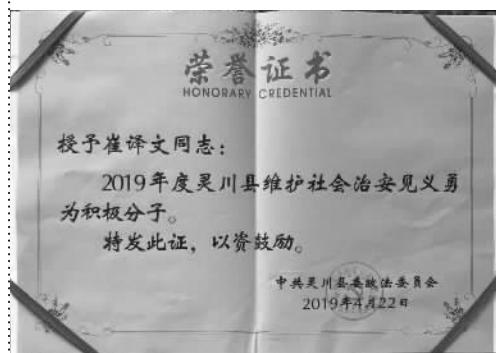 荣誉证书
HONORARY CREDENTIAL
授予崔译文同志：
2019年度灵川县维护社会治安见义勇
为积极分子。
特发此证，以资鼓励。
中共灵川县委政法委员会
2019年4月22日